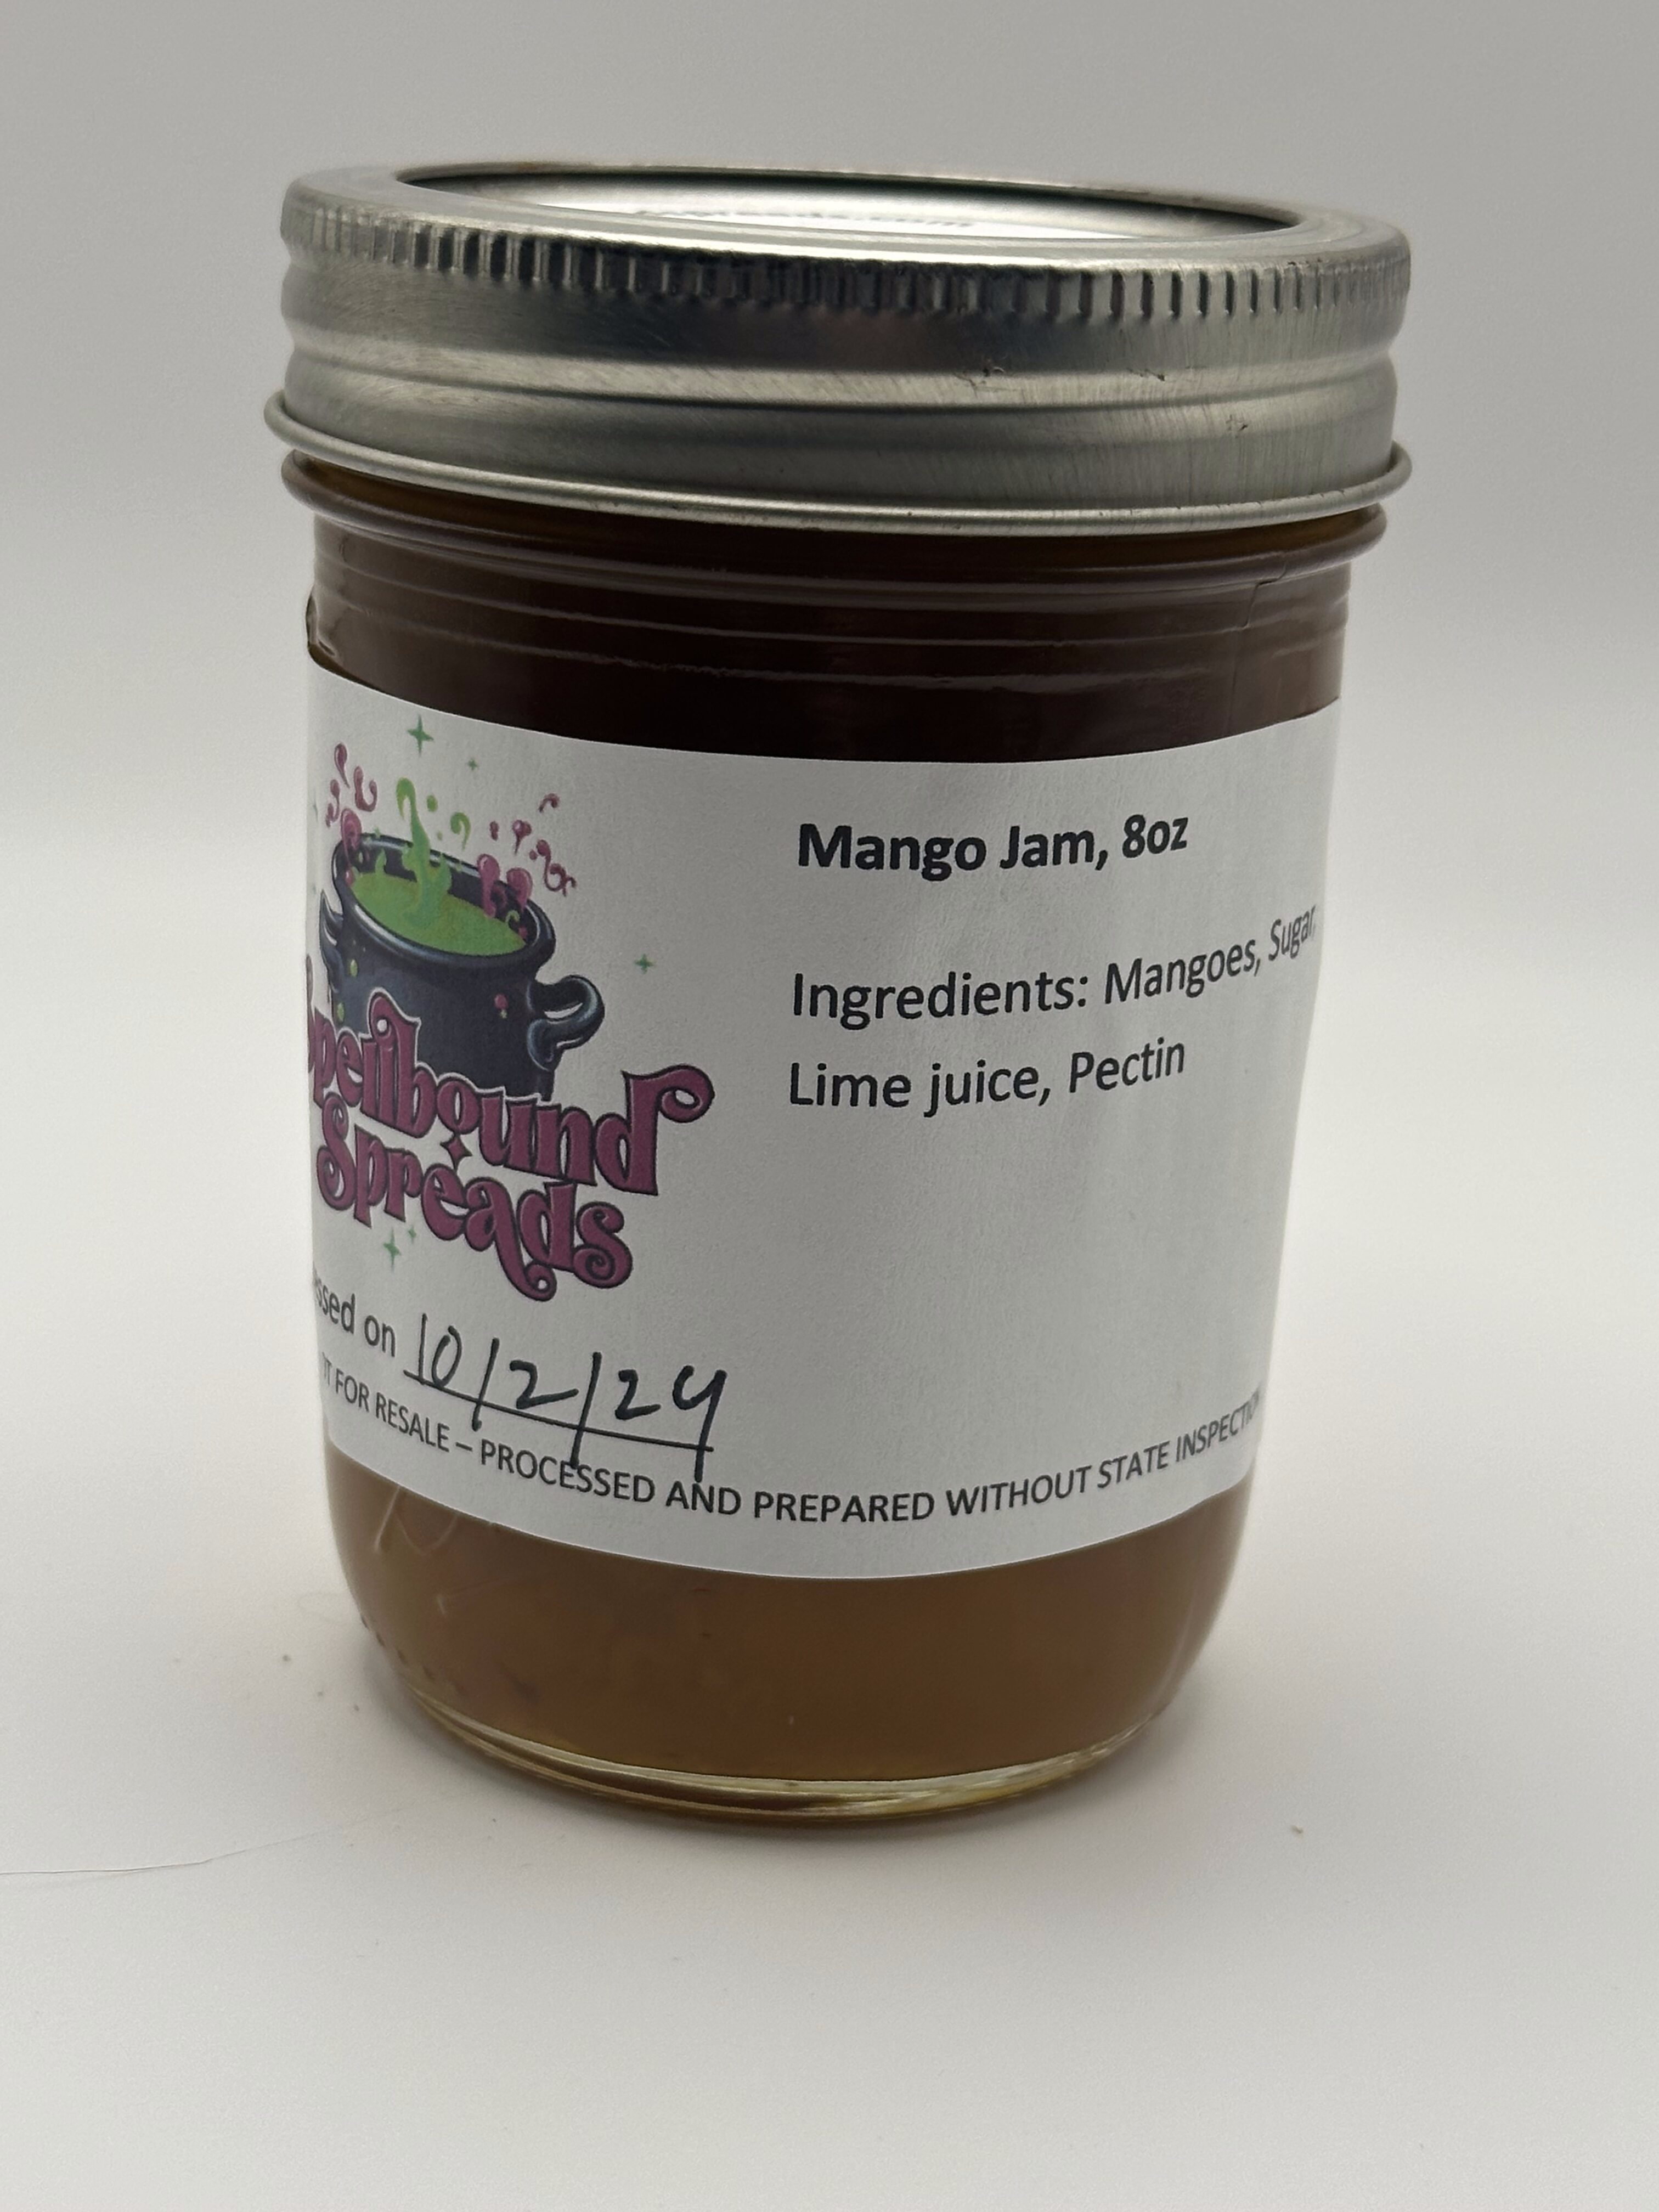 Mango Jam, 8oz
Ingredients: Mangoes, Sugar,
Lime juice, Pectin
Spellbound
Spreads
on 10/2/24
FOR RESALE – PROCESSED AND PREPARED WITHOUT STATE INSPECTION